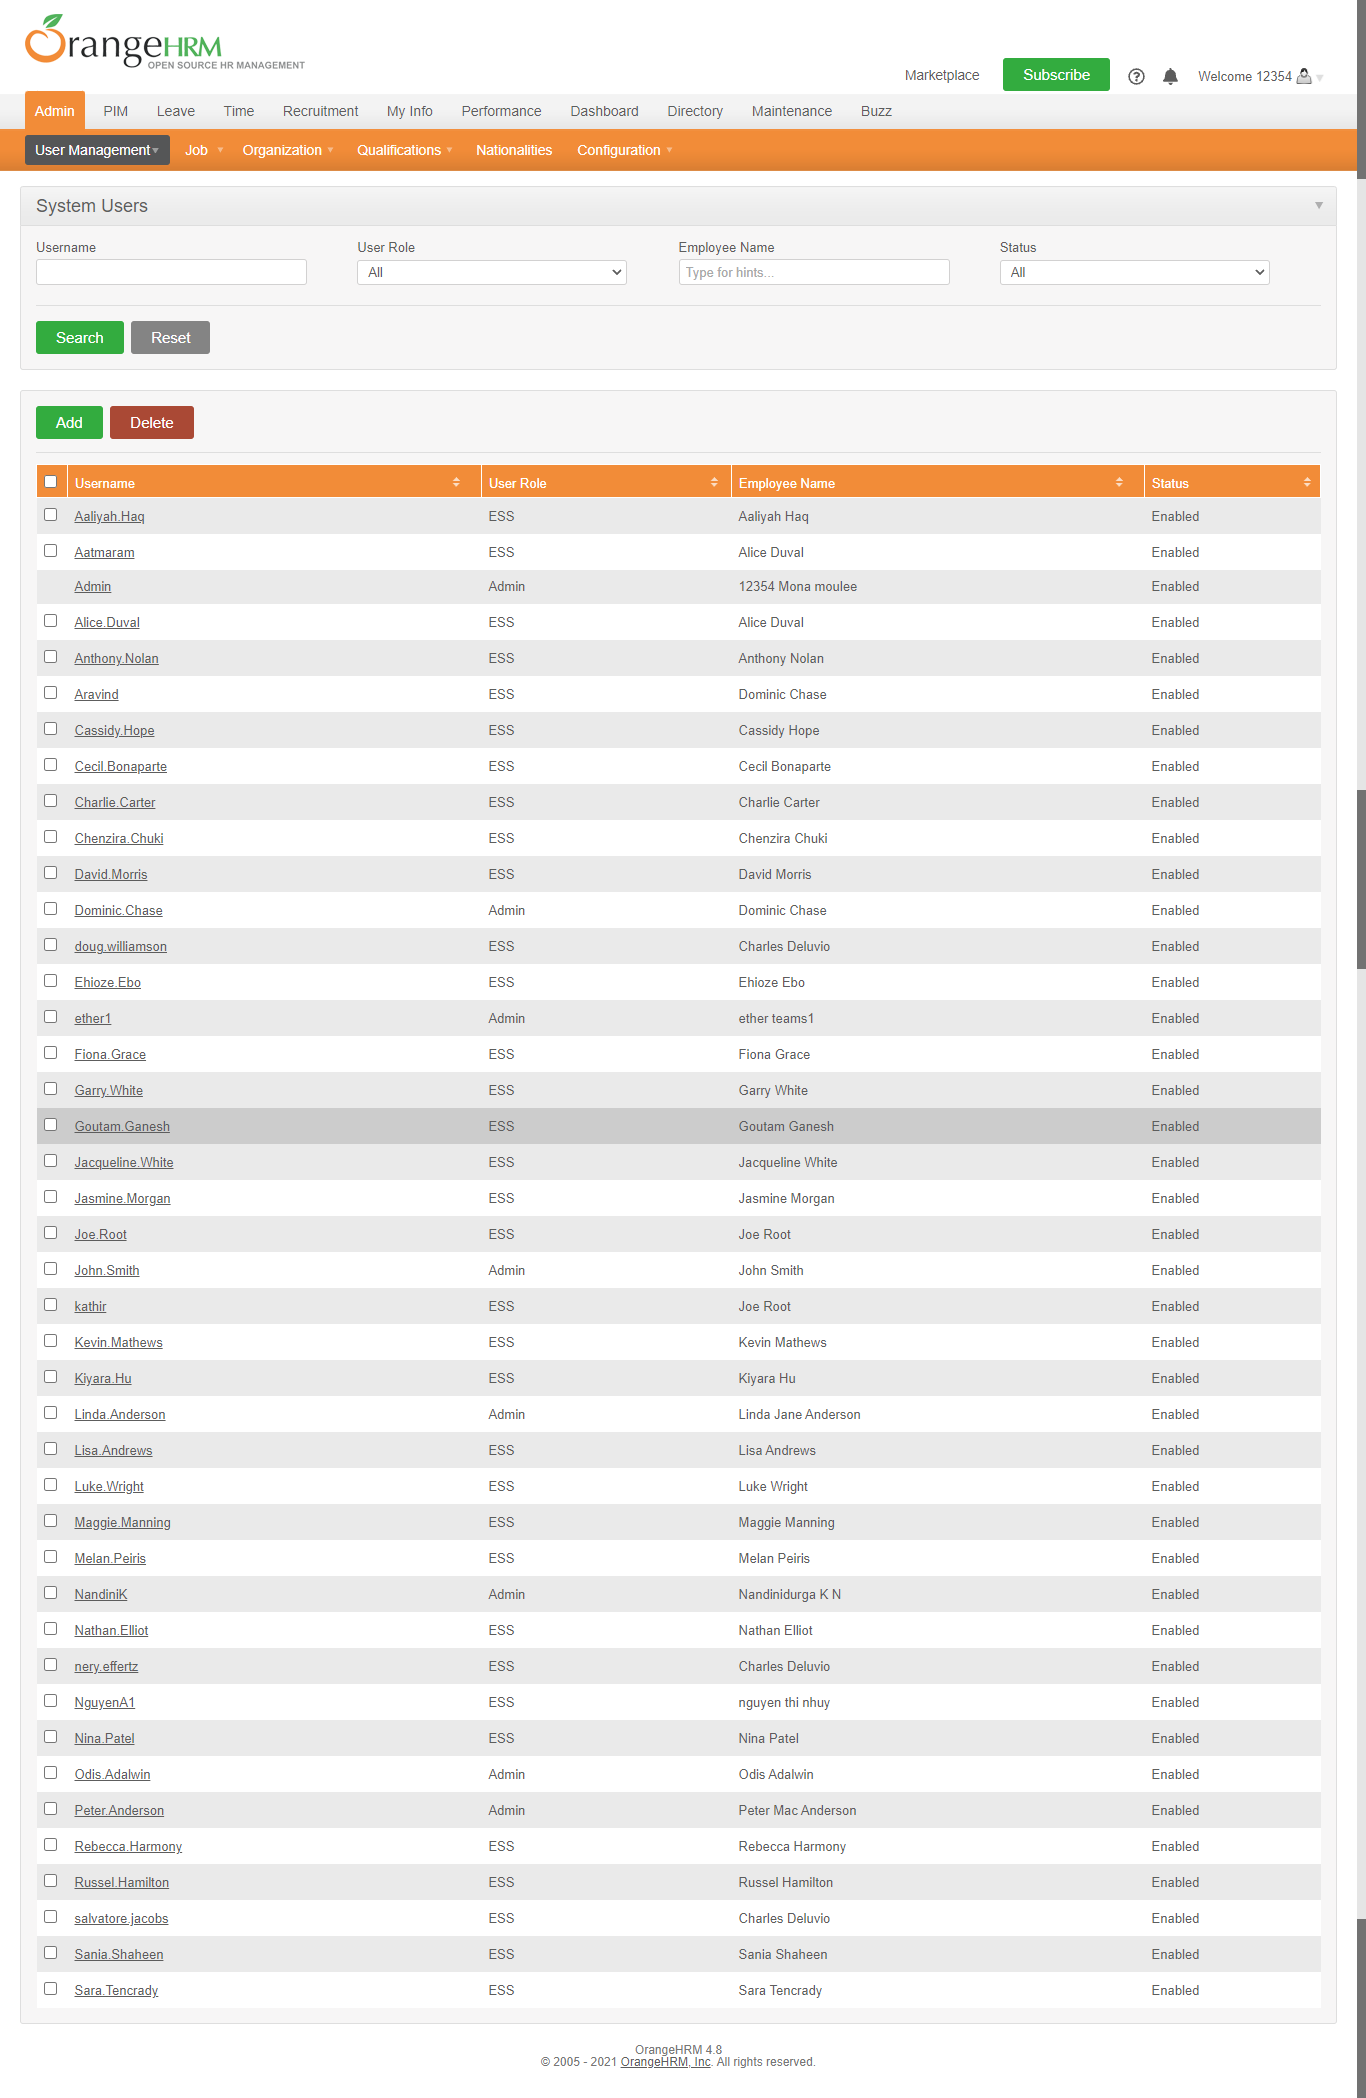 OrangeHRM
OPEN SOURCE HR MANAGEMENT
Marketplace Subscribe Welcome 12354
Admin PIM Leave Time Recruitment My Info Performance Dashboard Directory Maintenance Buzz
User Management Job Organization Qualifications Nationalities Configuration
System Users
Username User Role Employee Name Status
All Type for hints... All
Search Reset
Add Delete
Username User Role Employee Name Status
Aaliyah.Haq ESS Aaliyah Haq Enabled
Aatmaram ESS Alice Duval Enabled
Admin Admin 12354 Mona moulee Enabled
Alice.Duval ESS Alice Duval Enabled
Anthony.Nolan ESS Anthony Nolan Enabled
Aravind ESS Dominic Chase Enabled
Cassidy.Hope ESS Cassidy Hope Enabled
Cecil.Bonaparte ESS Cecil Bonaparte Enabled
Charlie.Carter ESS Charlie Carter Enabled
Chenzira.Chuki ESS Chenzira Chuki Enabled
David.Morris ESS David Morris Enabled
Dominic.Chase Admin Dominic Chase Enabled
doug.williamson ESS Charles Deluvio Enabled
Ehioze.Ebo ESS Ehioze Ebo Enabled
ether1 Admin ether teams1 Enabled
Fiona.Grace ESS Fiona Grace Enabled
Garry.White ESS Garry White Enabled
Goutam.Ganesh ESS Goutam Ganesh Enabled
Jacqueline.White ESS Jacqueline White Enabled
Jasmine.Morgan ESS Jasmine Morgan Enabled
Joe.Root ESS Joe Root Enabled
John.Smith Admin John Smith Enabled
kathir ESS Joe Root Enabled
Kevin.Mathews ESS Kevin Mathews Enabled
Kiyara.Hu ESS Kiyara Hu Enabled
Linda.Anderson Admin Linda Jane Anderson Enabled
Lisa.Andrews ESS Lisa Andrews Enabled
Luke.Wright ESS Luke Wright Enabled
Maggie.Manning ESS Maggie Manning Enabled
Melan.Peiris ESS Melan Peiris Enabled
NandiniK Admin Nandinidurga K N Enabled
Nathan.Elliot ESS Nathan Elliot Enabled
nery.effertz ESS Charles Deluvio Enabled
NguyenA1 ESS nguyen thi nhuy Enabled
Nina.Patel ESS Nina Patel Enabled
Odis.Adalwin Admin Odis Adalwin Enabled
Peter.Anderson Admin Peter Mac Anderson Enabled
Rebecca.Harmony ESS Rebecca Harmony Enabled
Russel.Hamilton ESS Russel Hamilton Enabled
salvatore.jacobs ESS Charles Deluvio Enabled
Sania.Shaheen ESS Sania Shaheen Enabled
Sara.Tencrady ESS Sara Tencrady Enabled
OrangeHRM 4.8
© 2005 - 2021 OrangeHRM, Inc. All rights reserved.